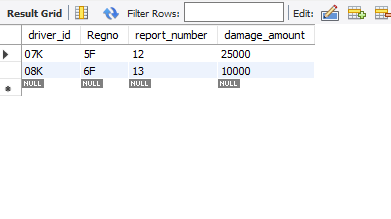 Result Grid Filter Rows: Edit:
driver_id Regno report_number damage_amount
07K 5F 12 25000
08K 6F 13 10000
NULL NULL NULL NULL